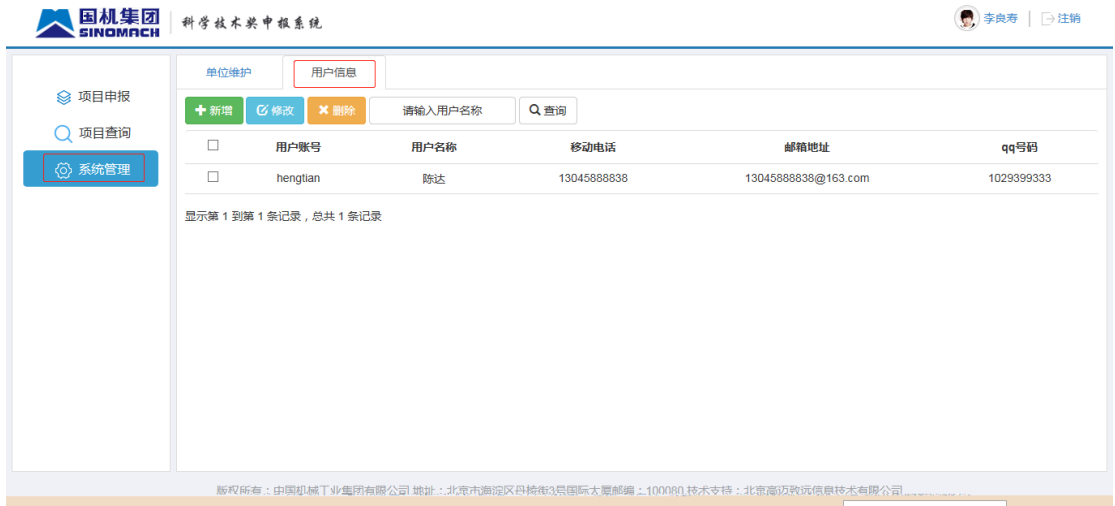 国机集团
SINOMACH
科学技术奖申报系统
李良寿 注销
项目申报
项目查询
系统管理
单位维护 用户信息
新增 修改 删除 请输入用户名称 查询
用户账号 用户名称 移动电话 邮箱地址 qq号码
hengtian 陈达 13045888838 13045888838@163.com 1029399333
显示第 1 到第 1 条记录，总共 1 条记录
版权所有：中国机械工业集团有限公司 地址：北京市海淀区丹棱街3号国际大厦邮编：100080 技术支持：北京高迈致远信息技术有限公司